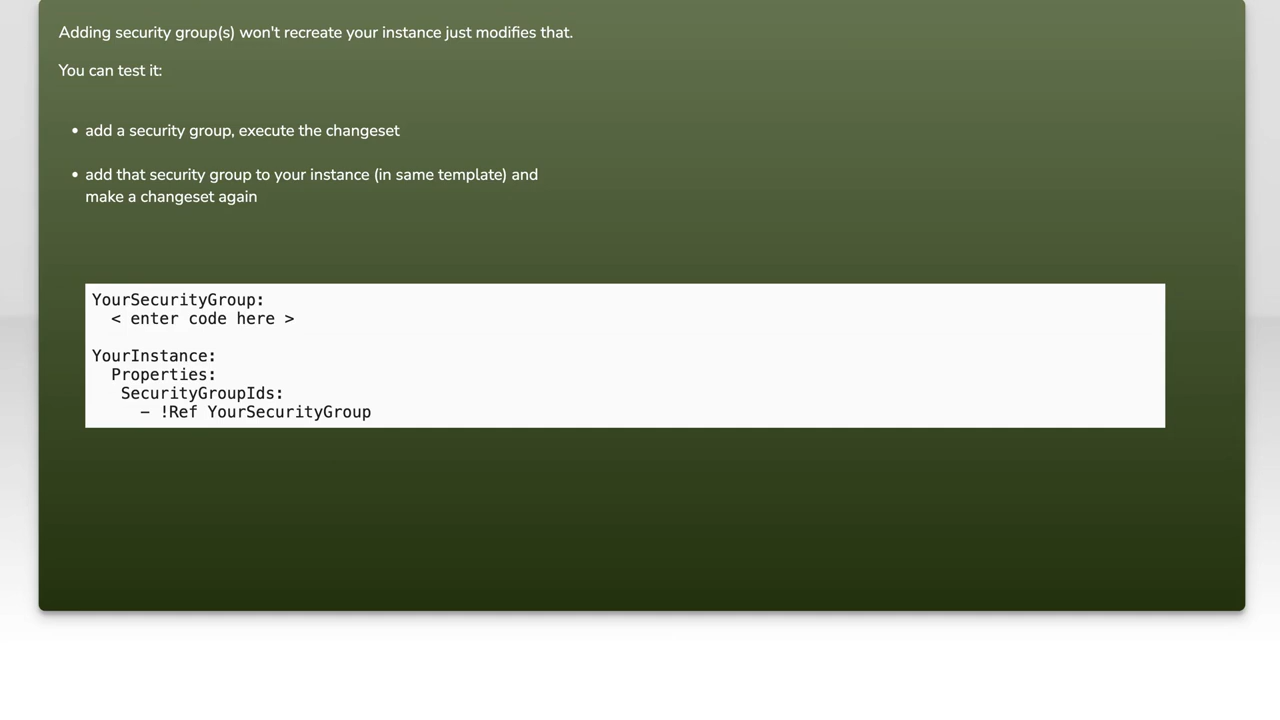 Adding security group(s) won't recreate your instance just modifies that.
You can test it:
• add a security group, execute the changeset
• add that security group to your instance (in same template) and
make a changeset again
YourSecurityGroup:
  < enter code here >
YourInstance:
  Properties:
   SecurityGroupIds:
     – !Ref YourSecurityGroup